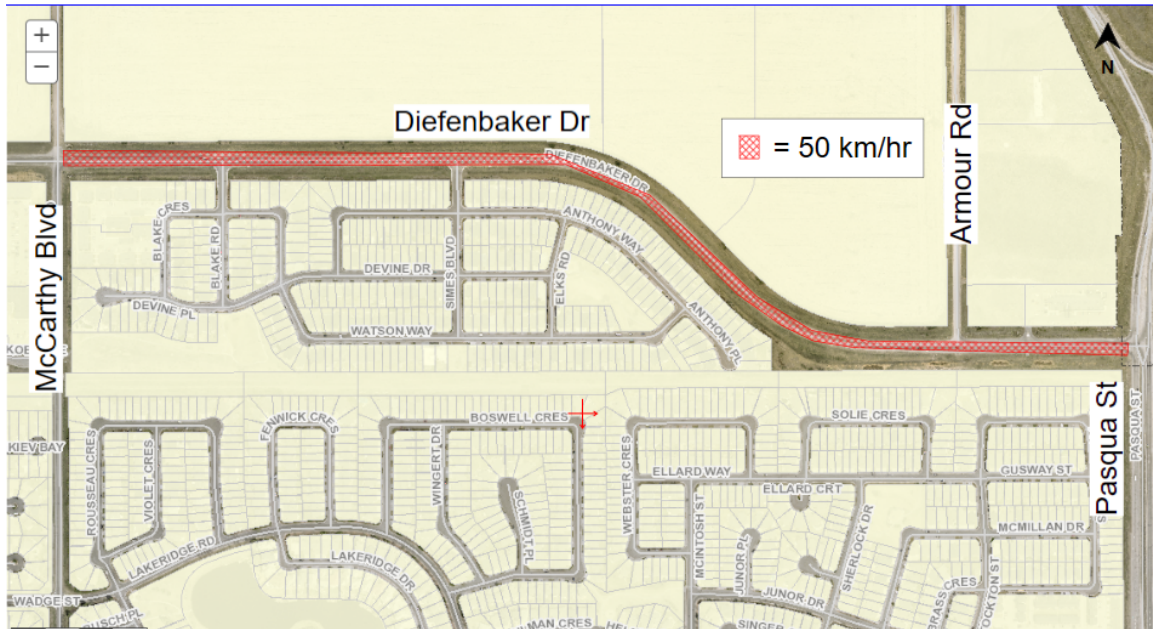 +
−
N
Diefenbaker Dr
= 50 km/hr
DIEFENBAKER DR
Armour Rd
McCarthy Blvd
Pasqua St
PASQUA ST
BLAKE CRES
BLAKE RD
DEVINE DR
SIMES BLVD
ELKS RD
ANTHONY WAY
DEVINE PL
WATSON WAY
ANTHONY PL
KIEV BAY
ROUSSEAU CRES
VIOLET CRES
FENWICK CRES
BOSWELL CRES
WINGERT DR
SCHMIDT PL
WEBSTER CRES
SOLIE CRES
ELLARD WAY
ELLARD CRT
GUSWAY ST
MCINTOSH ST
JUNOR PL
SHERLOCK DR
MCMILLAN DR
LAKERIDGE RD
LAKERIDGE DR
JUNOR DR
WADGE ST